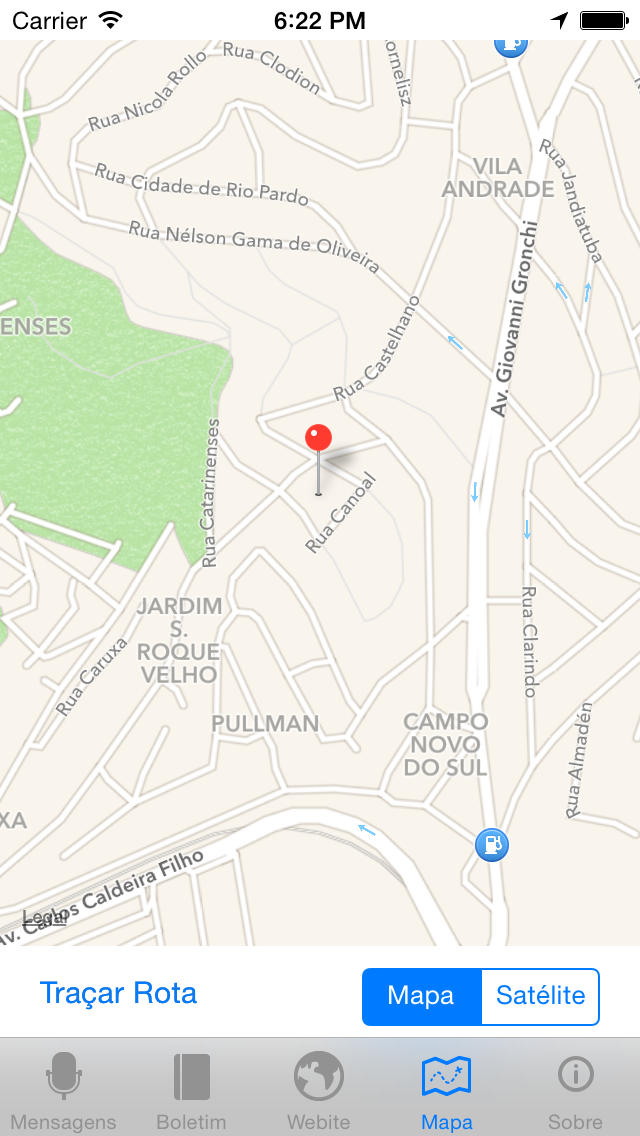 Carrier
6:22 PM
Rua Clodion
Rua Nicola Rollo
ornelisz
Rua Cidade de Rio Pardo
VILA
ANDRADE
Rua Jandiatuba
Rua Nélson Gama de Oliveira
Av. Giovanni Gronchi
ENSES
Rua Castelhano
Rua Catarinenses
Rua Canoal
JARDIM
S.
ROQUE
VELHO
Rua Clarindo
Rua Caruxa
PULLMAN
CAMPO
NOVO
DO SUL
Rua Almadén
XA
Av. Carlos Caldeira Filho
Legal
Traçar Rota
Mapa
Satélite
Mensagens
Boletim
Webite
Mapa
Sobre